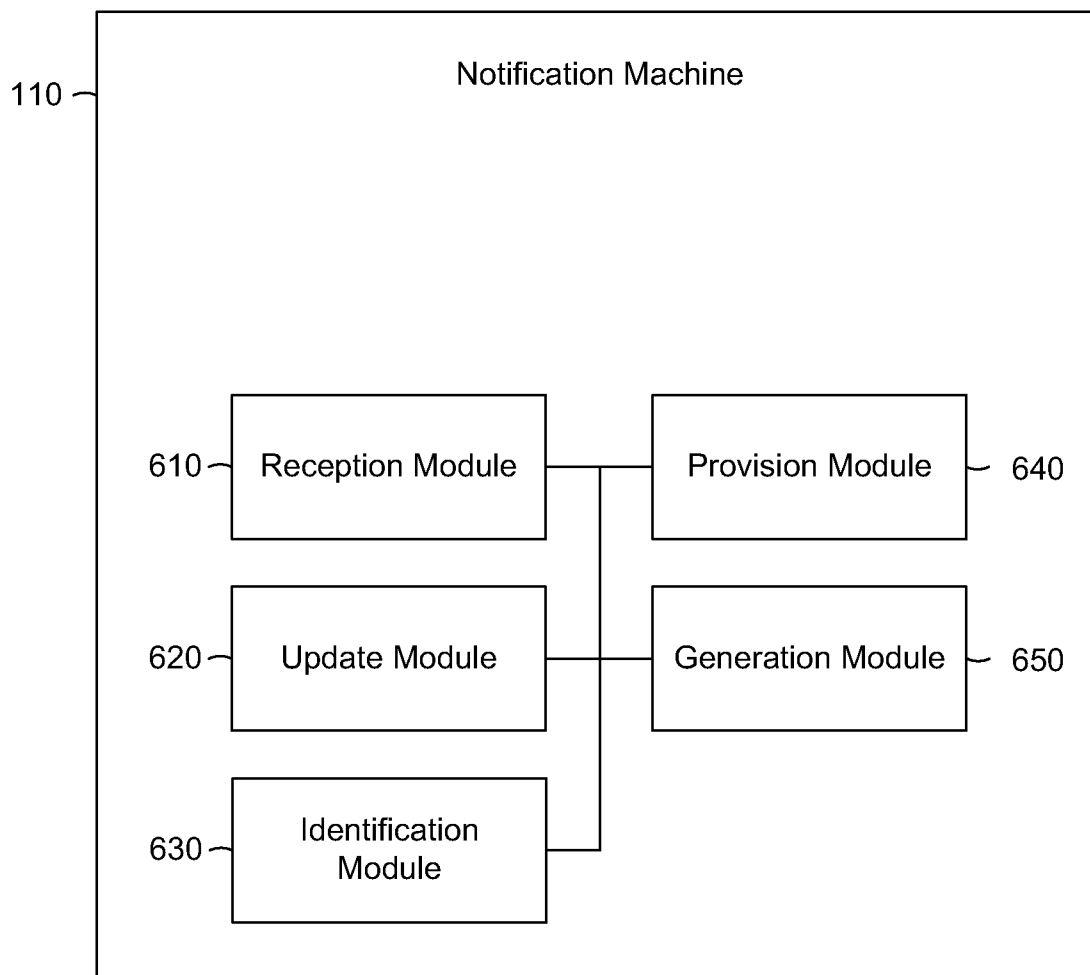 Notification Machine
110
610
Reception Module
Provision Module
640
620
Update Module
Generation Module
650
630
Identification
Module